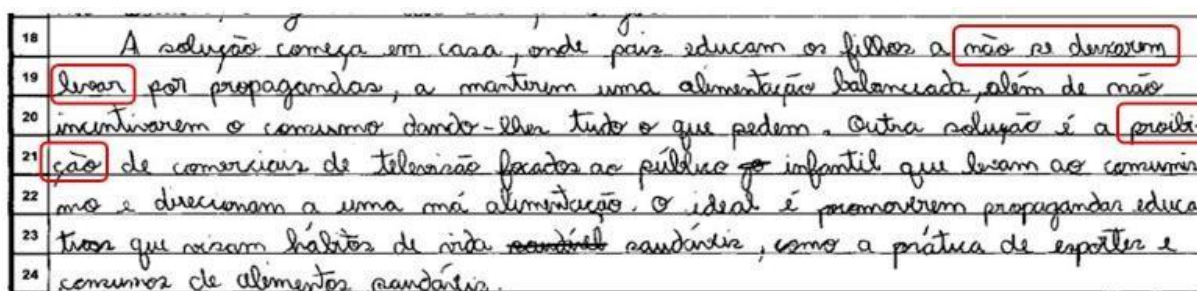 18 A solução começa em casa, onde pais educam os filhos a não se deixarem
19 levar por propagandas, a manterem uma alimentação balanceada, além de não
20 incentivarem o consumo dando-lhes tudo o que pedem. Outra solução é a proibi-
21 ção de comerciais de televisão focados ao público infantil que levam ao consumis
22 mo e direcionam a uma má alimentação. O ideal é promoverem propagandas educa
23 tivas que visam hábitos de vida saudáveis, como a prática de esportes e
24 consumos de alimentos saudáveis.